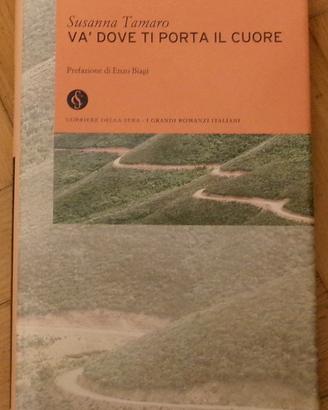 Susanna Tamaro
VA' DOVE TI PORTA IL CUORE
Prefazione di Enzo Biagi
CORRIERE DELLA SERA - I GRANDI ROMANZI ITALIANI